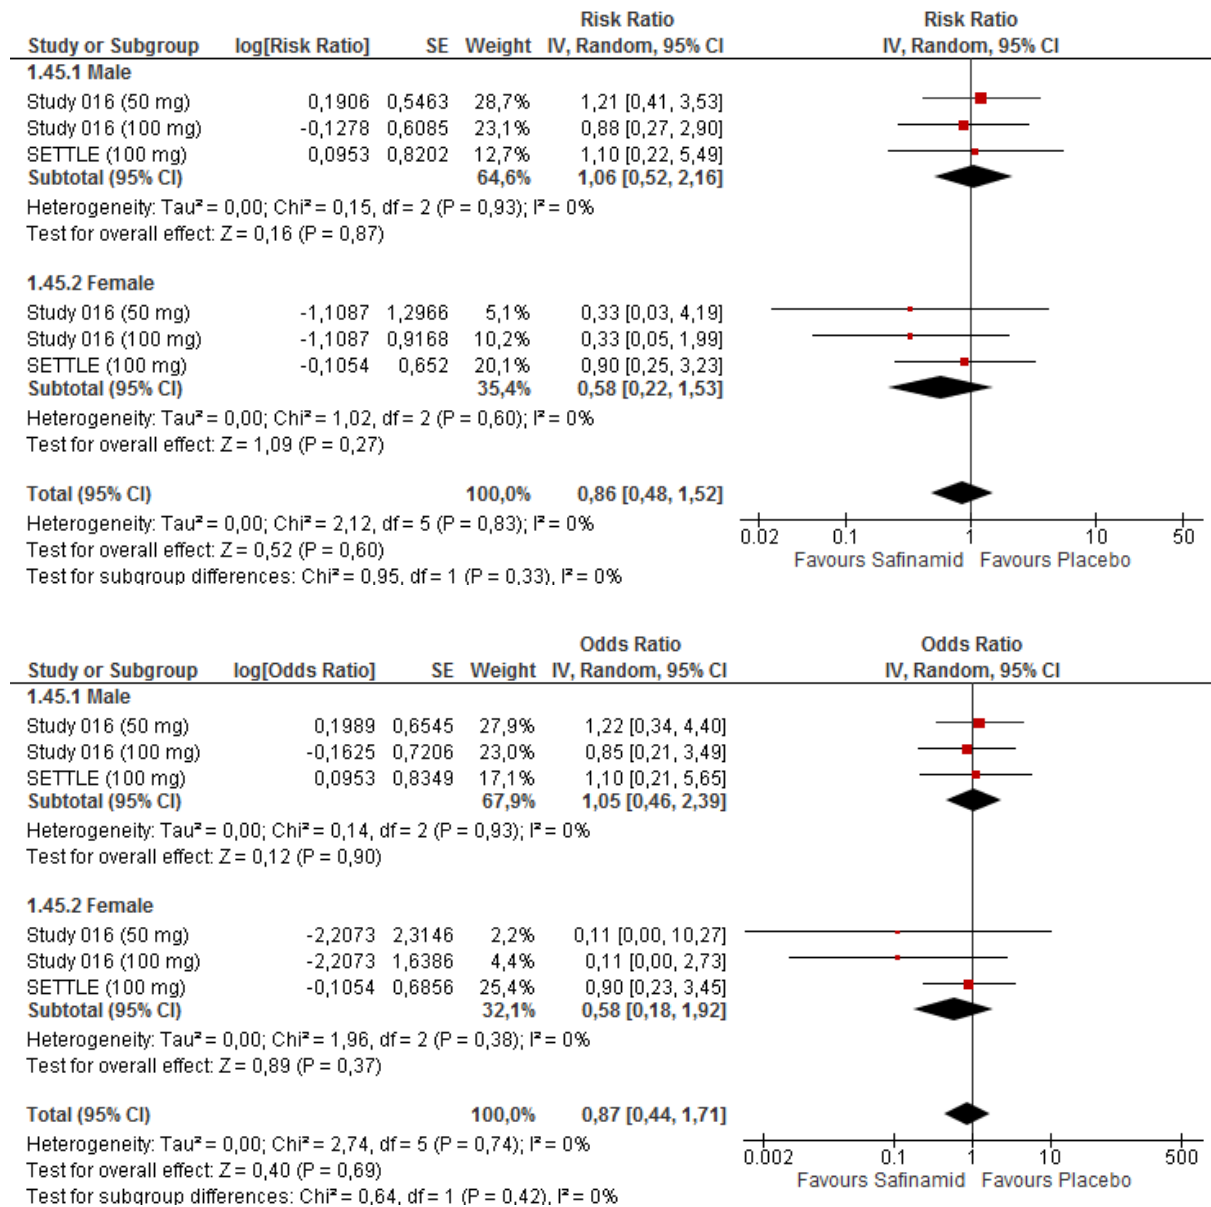 Risk Ratio Risk Ratio
Study or Subgroup log[Risk Ratio] SE Weight IV, Random, 95% CI IV, Random, 95% CI
1.45.1 Male
Study 016 (50 mg) 0,1906 0,5463 28,7% 1,21 [0,41, 3,53]
Study 016 (100 mg) -0,1278 0,6085 23,1% 0,88 [0,27, 2,90]
SETTLE (100 mg) 0,0953 0,8202 12,7% 1,10 [0,22, 5,49]
Subtotal (95% CI) 64,6% 1,06 [0,52, 2,16]
Heterogeneity: Tau² = 0,00; Chi² = 0,15, df = 2 (P = 0,93); I² = 0%
Test for overall effect: Z = 0,16 (P = 0,87)
1.45.2 Female
Study 016 (50 mg) -1,1087 1,2966 5,1% 0,33 [0,03, 4,19]
Study 016 (100 mg) -1,1087 0,9168 10,2% 0,33 [0,05, 1,99]
SETTLE (100 mg) -0,1054 0,652 20,1% 0,90 [0,25, 3,23]
Subtotal (95% CI) 35,4% 0,58 [0,22, 1,53]
Heterogeneity: Tau² = 0,00; Chi² = 1,02, df = 2 (P = 0,60); I² = 0%
Test for overall effect: Z = 1,09 (P = 0,27)
Total (95% CI) 100,0% 0,86 [0,48, 1,52]
Heterogeneity: Tau² = 0,00; Chi² = 2,12, df = 5 (P = 0,83); I² = 0%
Test for overall effect: Z = 0,52 (P = 0,60)
Test for subgroup differences: Chi² = 0,95, df = 1 (P = 0,33), I² = 0%
0.02 0.1 1 10 50
Favours Safinamid Favours Placebo
Odds Ratio Odds Ratio
Study or Subgroup log[Odds Ratio] SE Weight IV, Random, 95% CI IV, Random, 95% CI
1.45.1 Male
Study 016 (50 mg) 0,1989 0,6545 27,9% 1,22 [0,34, 4,40]
Study 016 (100 mg) -0,1625 0,7206 23,0% 0,85 [0,21, 3,49]
SETTLE (100 mg) 0,0953 0,8349 17,1% 1,10 [0,21, 5,65]
Subtotal (95% CI) 67,9% 1,05 [0,46, 2,39]
Heterogeneity: Tau² = 0,00; Chi² = 0,14, df = 2 (P = 0,93); I² = 0%
Test for overall effect: Z = 0,12 (P = 0,90)
1.45.2 Female
Study 016 (50 mg) -2,2073 2,3146 2,2% 0,11 [0,00, 10,27]
Study 016 (100 mg) -2,2073 1,6386 4,4% 0,11 [0,00, 2,73]
SETTLE (100 mg) -0,1054 0,6856 25,4% 0,90 [0,23, 3,45]
Subtotal (95% CI) 32,1% 0,58 [0,18, 1,92]
Heterogeneity: Tau² = 0,00; Chi² = 1,96, df = 2 (P = 0,38); I² = 0%
Test for overall effect: Z = 0,89 (P = 0,37)
Total (95% CI) 100,0% 0,87 [0,44, 1,71]
Heterogeneity: Tau² = 0,00; Chi² = 2,74, df = 5 (P = 0,74); I² = 0%
Test for overall effect: Z = 0,40 (P = 0,69)
Test for subgroup differences: Chi² = 0,64, df = 1 (P = 0,42), I² = 0%
0.002 0.1 1 10 500
Favours Safinamid Favours Placebo